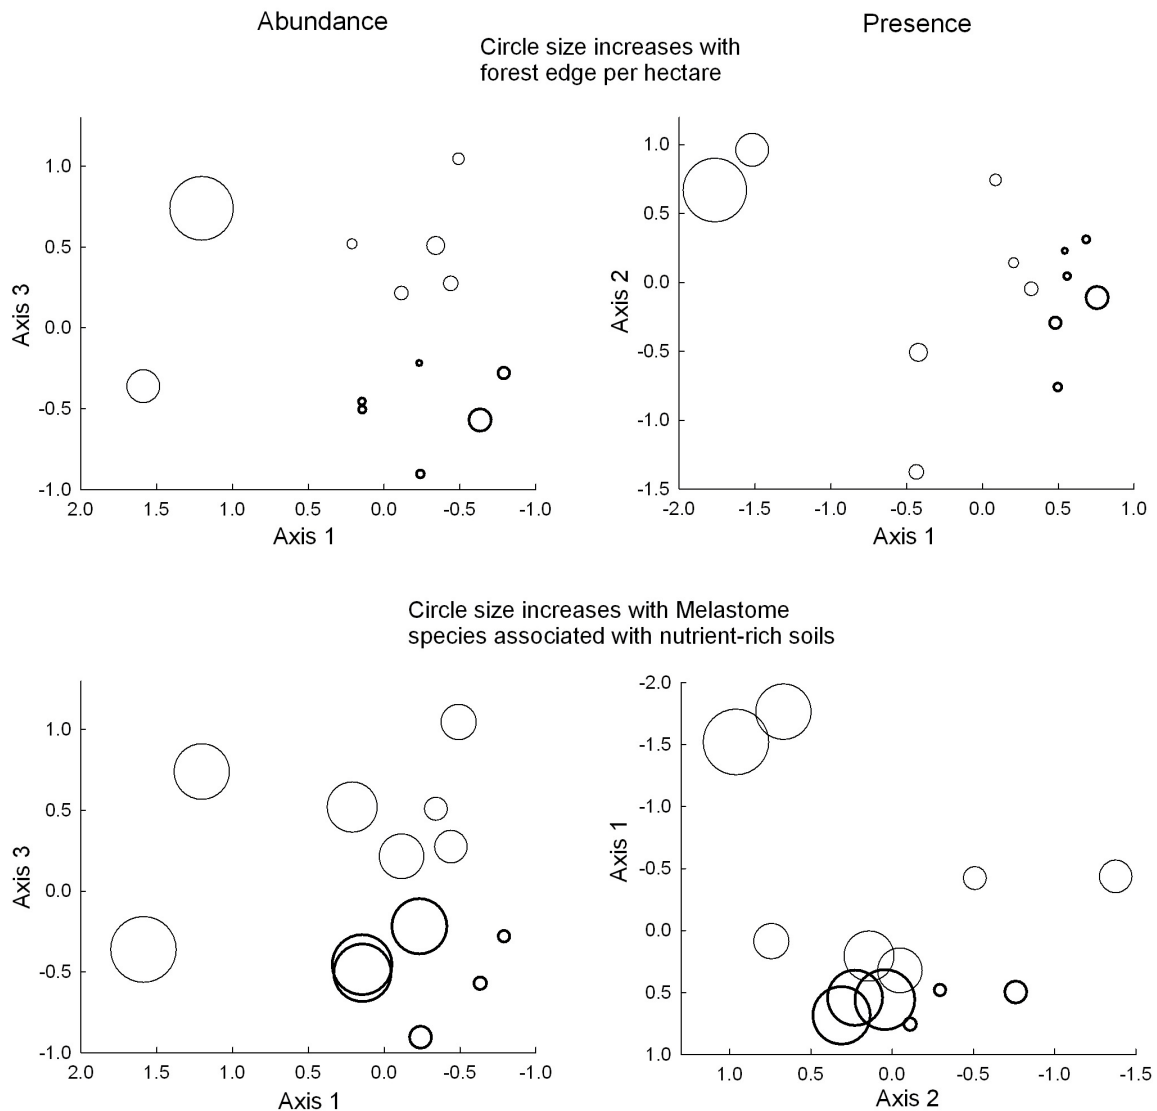 Abundance
Presence
Circle size increases with
forest edge per hectare
1.0
0.5
0.0
-0.5
-1.0
Axis 3
2.0 1.5 1.0 0.5 0.0 -0.5 -1.0
Axis 1
1.0
0.5
0.0
-0.5
-1.0
-1.5
Axis 2
-2.0 -1.5 -1.0 -0.5 0.0 0.5 1.0
Axis 1
Circle size increases with Melastome
species associated with nutrient-rich soils
1.0
0.5
0.0
-0.5
-1.0
Axis 3
2.0 1.5 1.0 0.5 0.0 -0.5 -1.0
Axis 1
-2.0
-1.5
-1.0
-0.5
0.0
0.5
1.0
Axis 1
1.0 0.5 0.0 -0.5 -1.0 -1.5
Axis 2